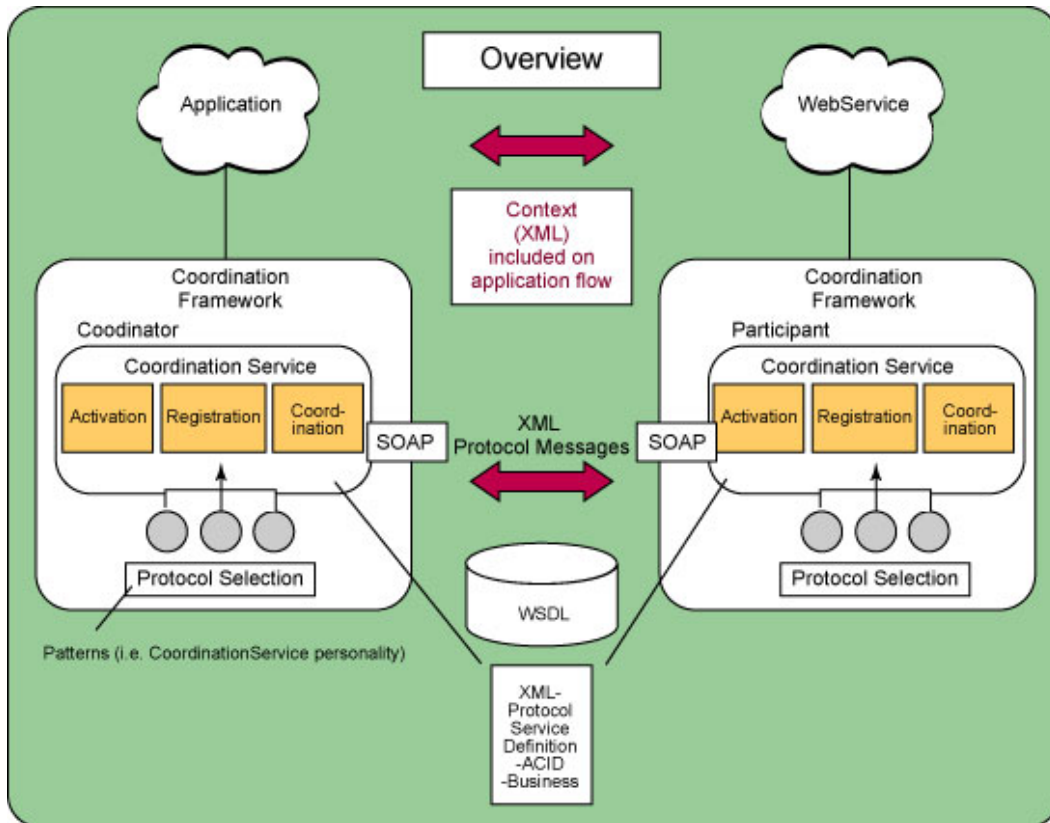 Overview
Application
WebService
Context
(XML)
included on
application flow
Coordination
Framework
Coodinator
Coordination Service
Activation
Registration
Coord-
ination
SOAP
Protocol Selection
Patterns (i.e. CoordinationService personality)
XML
Protocol Messages
Coordination
Framework
Participant
Coordination Service
SOAP
Activation
Registration
Coord-
ination
Protocol Selection
WSDL
XML-
Protocol
Service
Definition
-ACID
-Business